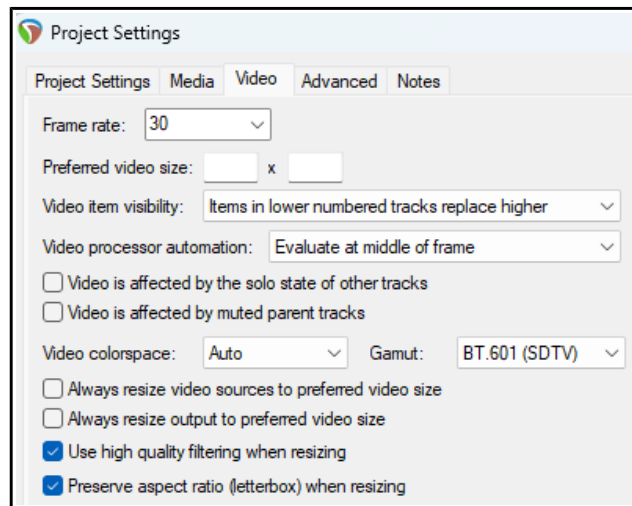 Project Settings
Project Settings Media Video Advanced Notes
Frame rate: 30
Preferred video size: x
Video item visibility: Items in lower numbered tracks replace higher
Video processor automation: Evaluate at middle of frame
Video is affected by the solo state of other tracks
Video is affected by muted parent tracks
Video colorspace: Auto Gamut: BT.601 (SDTV)
Always resize video sources to preferred video size
Always resize output to preferred video size
Use high quality filtering when resizing
Preserve aspect ratio (letterbox) when resizing